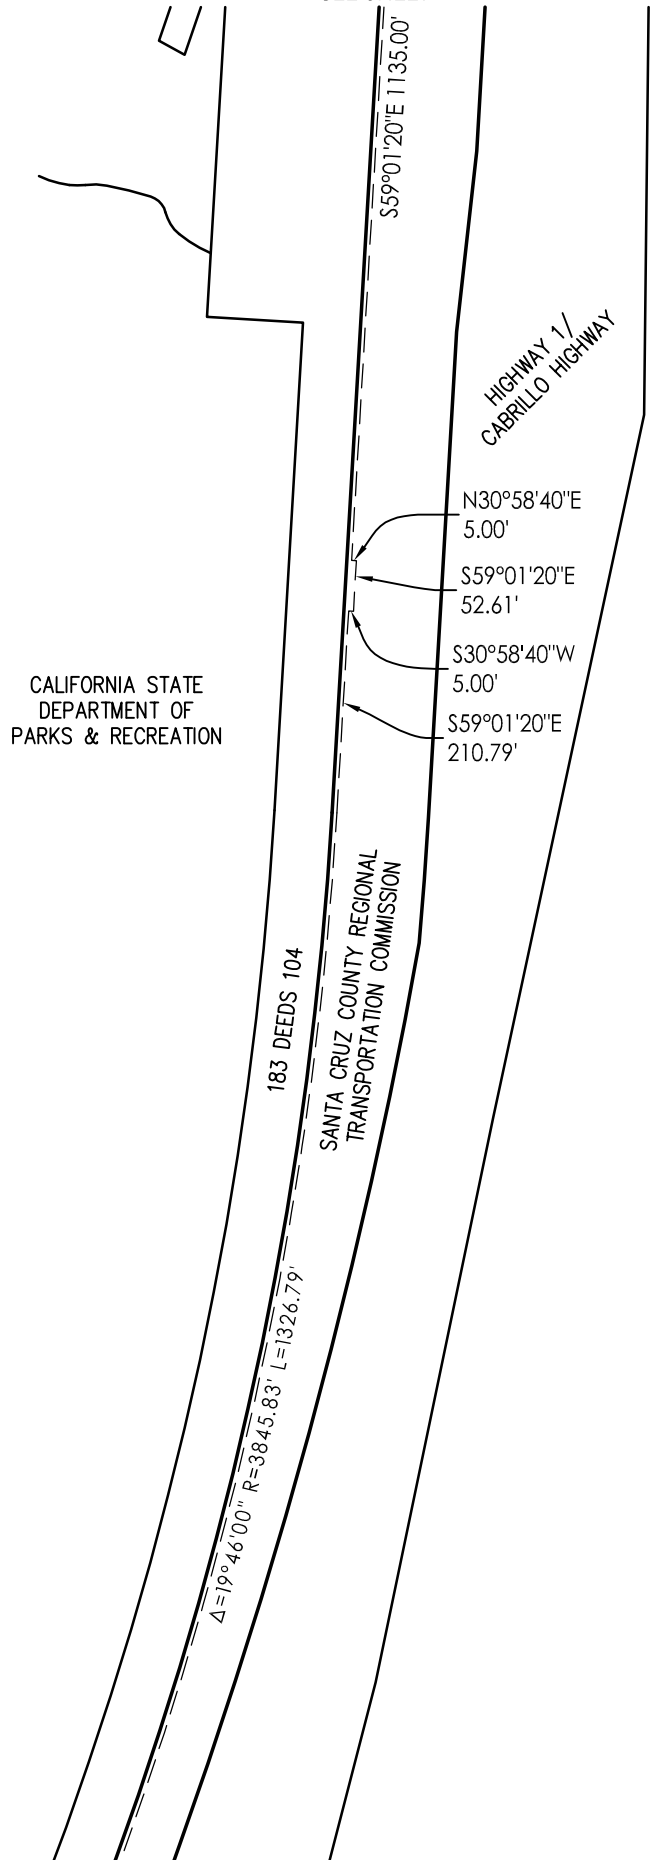 S59°01'20"E 1135.00'
HIGHWAY 1/
CABRILLO HIGHWAY
N30°58'40"E
5.00'
S59°01'20"E
52.61'
S30°58'40"W
5.00'
S59°01'20"E
210.79'
CALIFORNIA STATE
DEPARTMENT OF
PARKS & RECREATION
183 DEEDS 104
SANTA CRUZ COUNTY REGIONAL
TRANSPORTATION COMMISSION
Δ=19°46'00" R=3845.83' L=1326.79'